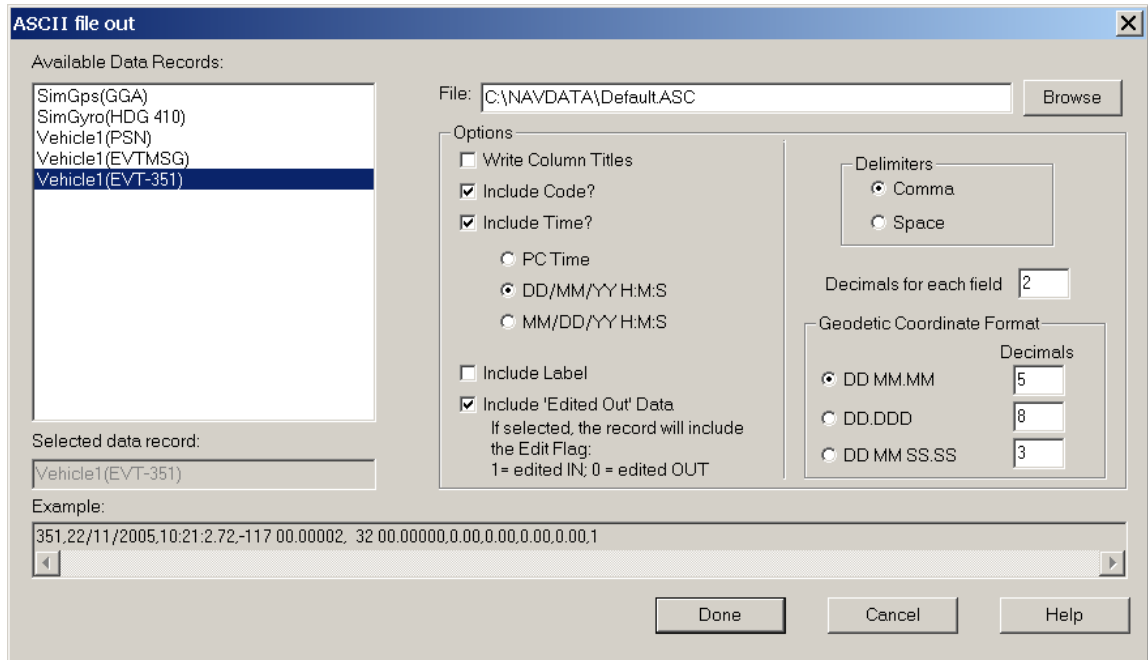 ASCII file out
Available Data Records:
SimGps(GGA)
SimGyro(HDG 410)
Vehicle1(PSN)
Vehicle1(EVTMSG)
Vehicle1(EVT-351)
Selected data record:
Vehicle1(EVT-351)
File: C:\NAVDATA\Default.ASC Browse
Options
Write Column Titles
Include Code?
Include Time?
PC Time
DD/MM/YY H:M:S
MM/DD/YY H:M:S
Include Label
Include 'Edited Out' Data
If selected, the record will include
the Edit Flag:
1= edited IN; 0 = edited OUT
Delimiters
Comma
Space
Decimals for each field 2
Geodetic Coordinate Format
Decimals
DD MM.MM 5
DD.DDD 8
DD MM SS.SS 3
Example:
351,22/11/2005,10:21:2.72,-117 00.00002,  32 00.00000,0.00,0.00,0.00,0.00,1
Done Cancel Help